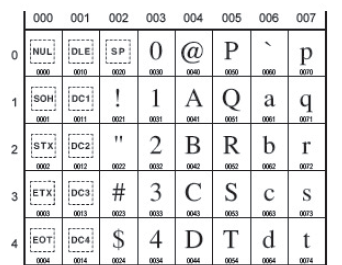 000 001 002 003 004 005 006 007
0 NUL DLE SP 0 @ P ` p
0000 0010 0020 0030 0040 0050 0060 0070
1 SOH DC1 ! 1 A Q a q
0001 0011 0021 0031 0041 0051 0061 0071
2 STX DC2 " 2 B R b r
0002 0012 0022 0032 0042 0052 0062 0072
3 ETX DC3 # 3 C S c s
0003 0013 0023 0033 0043 0053 0063 0073
4 EOT DC4 $ 4 D T d t
0004 0014 0024 0034 0044 0054 0064 0074